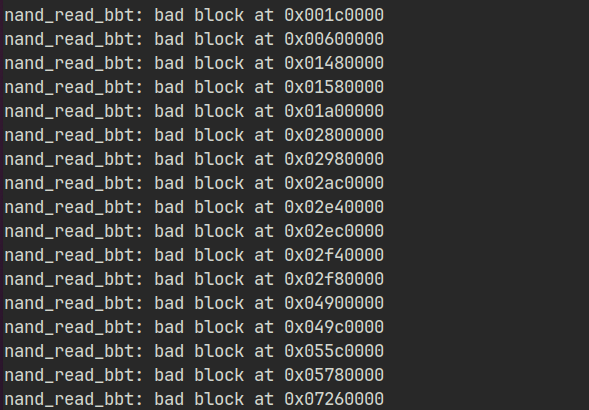 nand_read_bbt: bad block at 0x001c0000
nand_read_bbt: bad block at 0x00600000
nand_read_bbt: bad block at 0x01480000
nand_read_bbt: bad block at 0x01580000
nand_read_bbt: bad block at 0x01a00000
nand_read_bbt: bad block at 0x02800000
nand_read_bbt: bad block at 0x02980000
nand_read_bbt: bad block at 0x02ac0000
nand_read_bbt: bad block at 0x02e40000
nand_read_bbt: bad block at 0x02ec0000
nand_read_bbt: bad block at 0x02f40000
nand_read_bbt: bad block at 0x02f80000
nand_read_bbt: bad block at 0x04900000
nand_read_bbt: bad block at 0x049c0000
nand_read_bbt: bad block at 0x055c0000
nand_read_bbt: bad block at 0x05780000
nand_read_bbt: bad block at 0x07260000